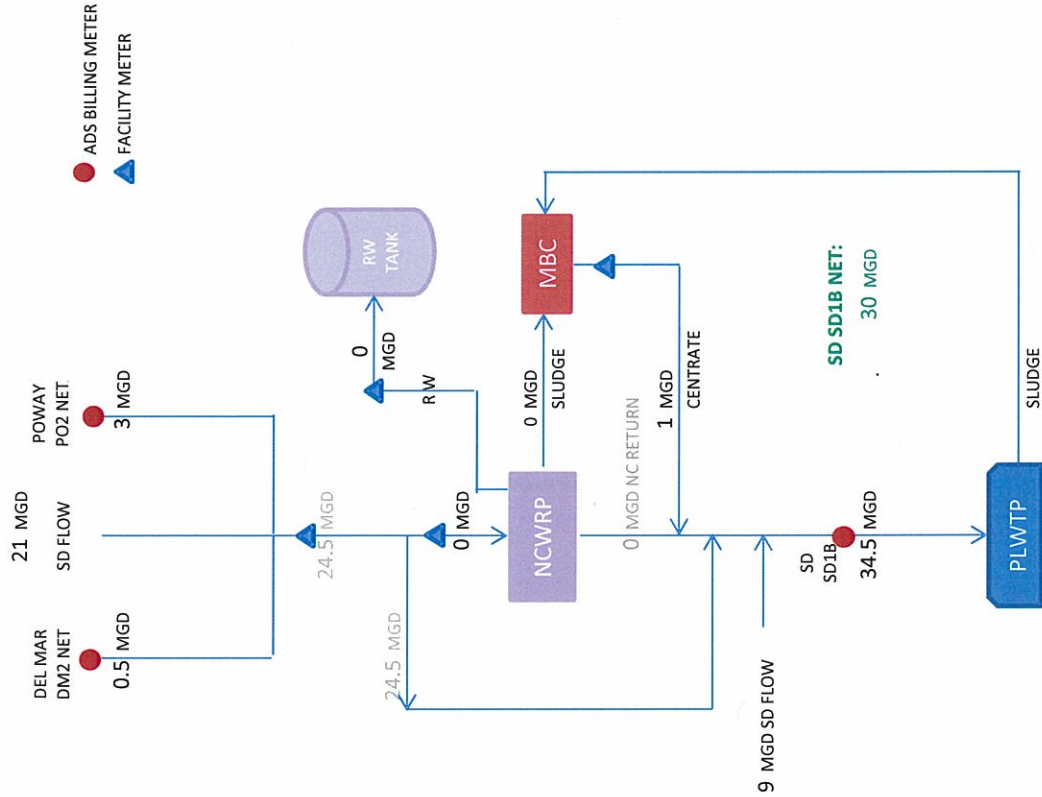 ADS BILLING METER
FACILITY METER
21 MGD
DEL MAR
DM2 NET
SD FLOW
POWAY
PO2 NET.
0.5 MGD
3 MGD
24.5 MGD
24.5 MGD
0 MGD
0
MGD
RW
RW
TANK
NCWRP
0 MGD
SLUDGE
MBC
0 MGD NC RETURN
1 MGD
CENTRATE
9 MGD SD FLOW
SD
SD1B
34.5 MGD
SD SD1B NET:
30 MGD
PLWTP
SLUDGE